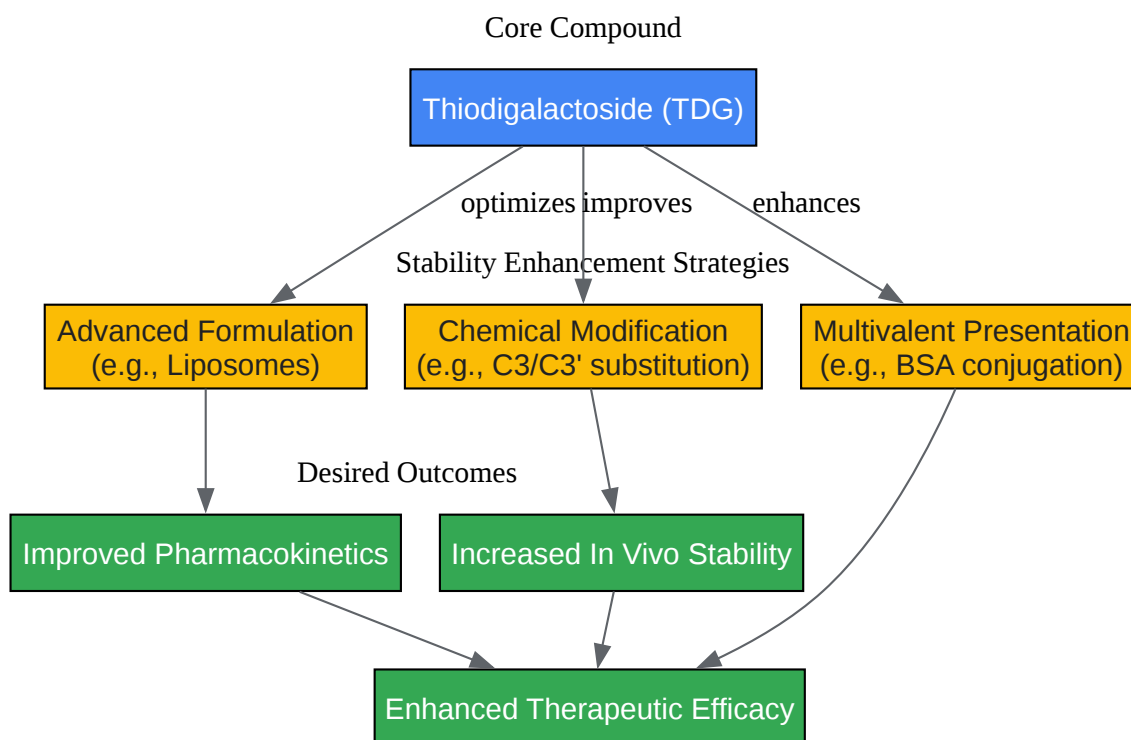 Core Compound
Thiodigalactoside (TDG)
optimizes improves enhances
Stability Enhancement Strategies
Advanced Formulation
(e.g., Liposomes)
Chemical Modification
(e.g., C3/C3' substitution)
Multivalent Presentation
(e.g., BSA conjugation)
Desired Outcomes
Improved Pharmacokinetics
Increased In Vivo Stability
Enhanced Therapeutic Efficacy